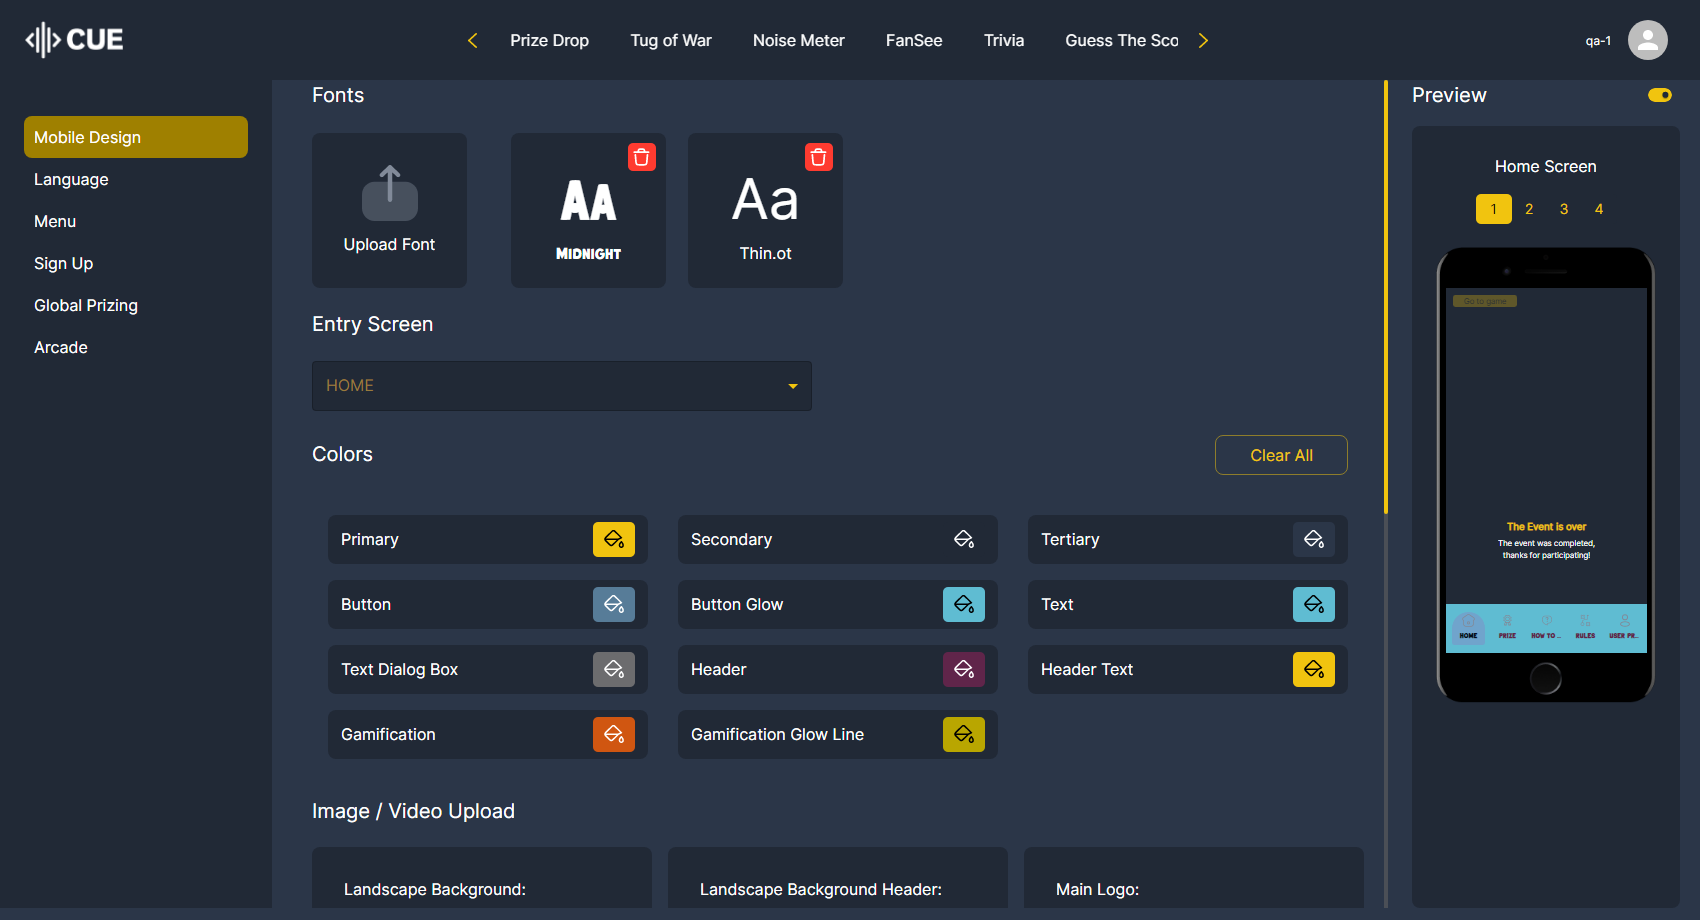 CUE
Prize Drop
Tug of War
Noise Meter
FanSee
Trivia
Guess The Sco
qa-1
Mobile Design
Language
Menu
Sign Up
Global Prizing
Arcade
Fonts
Upload Font
AA
MIDNIGHT
Aa
Thin.ot
Entry Screen
HOME
Colors
Clear All
Primary
Secondary
Tertiary
Button
Button Glow
Text
Text Dialog Box
Header
Header Text
Gamification
Gamification Glow Line
Image / Video Upload
Landscape Background:
Landscape Background Header:
Main Logo:
Preview
Home Screen
1 2 3 4
Go to game
The Event is over
The event was completed,
thanks for participating!
HOME PRIZE HOW TO ... RULES USER PR...